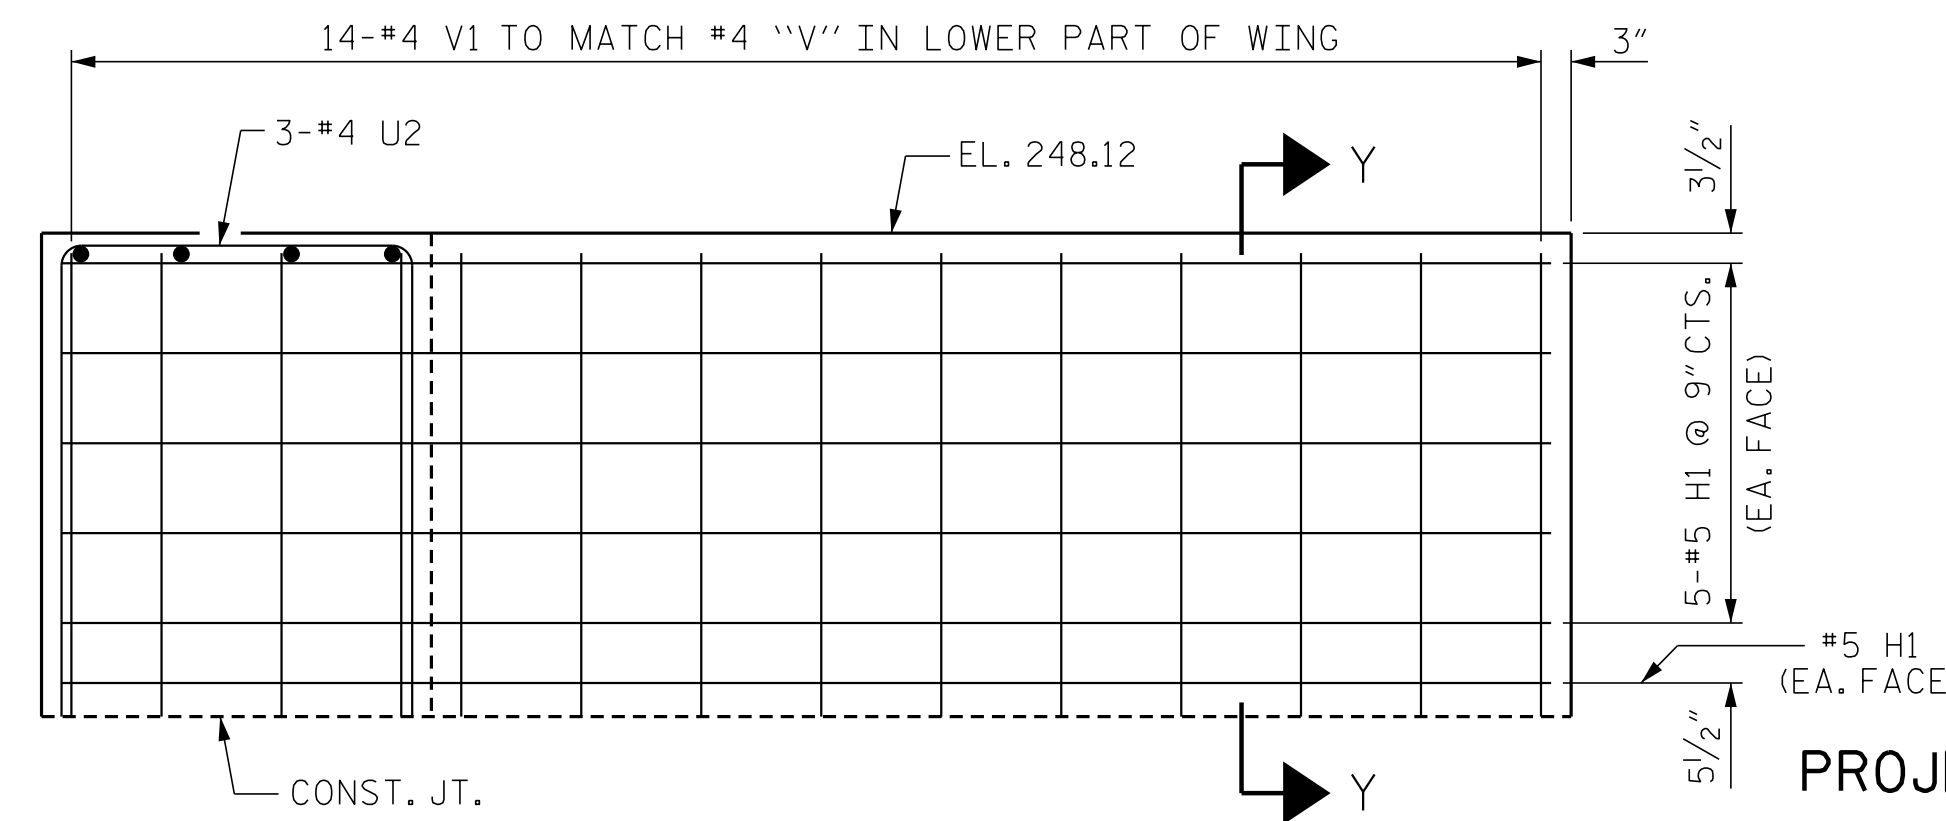 14-#4 V1 TO MATCH #4 "V" IN LOWER PART OF WING
3"
3-#4 U2
EL. 248.12
Y
3½"
5-#5 H1 @ 9" CTS.
(EA. FACE)
#5 H1
(EA. FACE
5½"
CONST. JT.
Y
PROJ